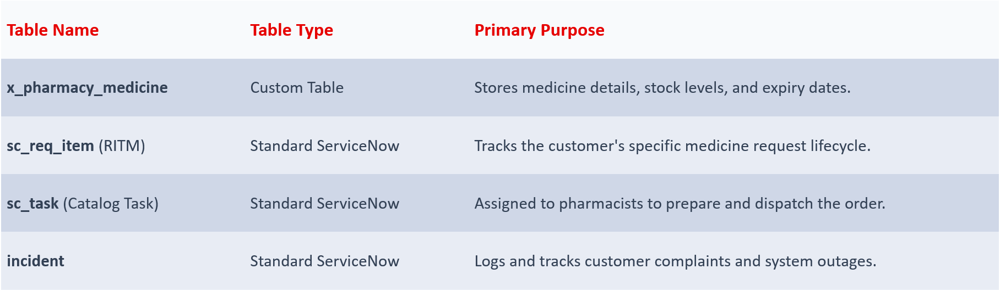 Table Name Table Type Primary Purpose
x_pharmacy_medicine Custom Table Stores medicine details, stock levels, and expiry dates.
sc_req_item (RITM) Standard ServiceNow Tracks the customer's specific medicine request lifecycle.
sc_task (Catalog Task) Standard ServiceNow Assigned to pharmacists to prepare and dispatch the order.
incident Standard ServiceNow Logs and tracks customer complaints and system outages.